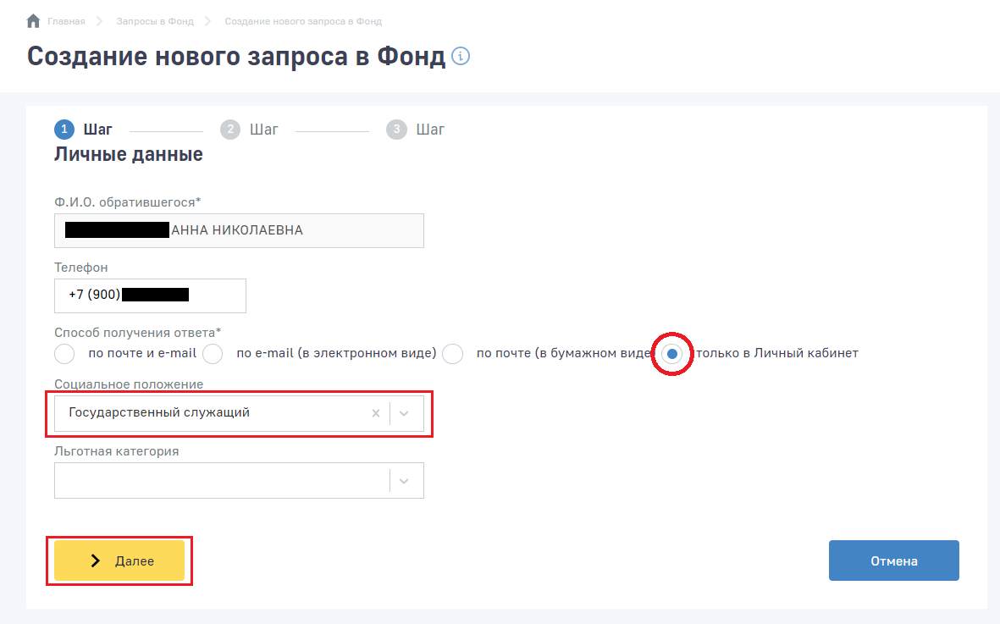 Главная Запросы в Фонд Создание нового запроса в Фонд
Создание нового запроса в Фонд i
1 Шаг 2 Шаг 3 Шаг
Личные данные
Ф.И.О. обратившегося*
АННА НИКОЛАЕВНА
Телефон
+7 (900)
Способ получения ответа*
по почте и e-mail по e-mail (в электронном виде) по почте (в бумажном виде только в Личный кабинет
Социальное положение
Государственный служащий
Льготная категория
Далее Отмена